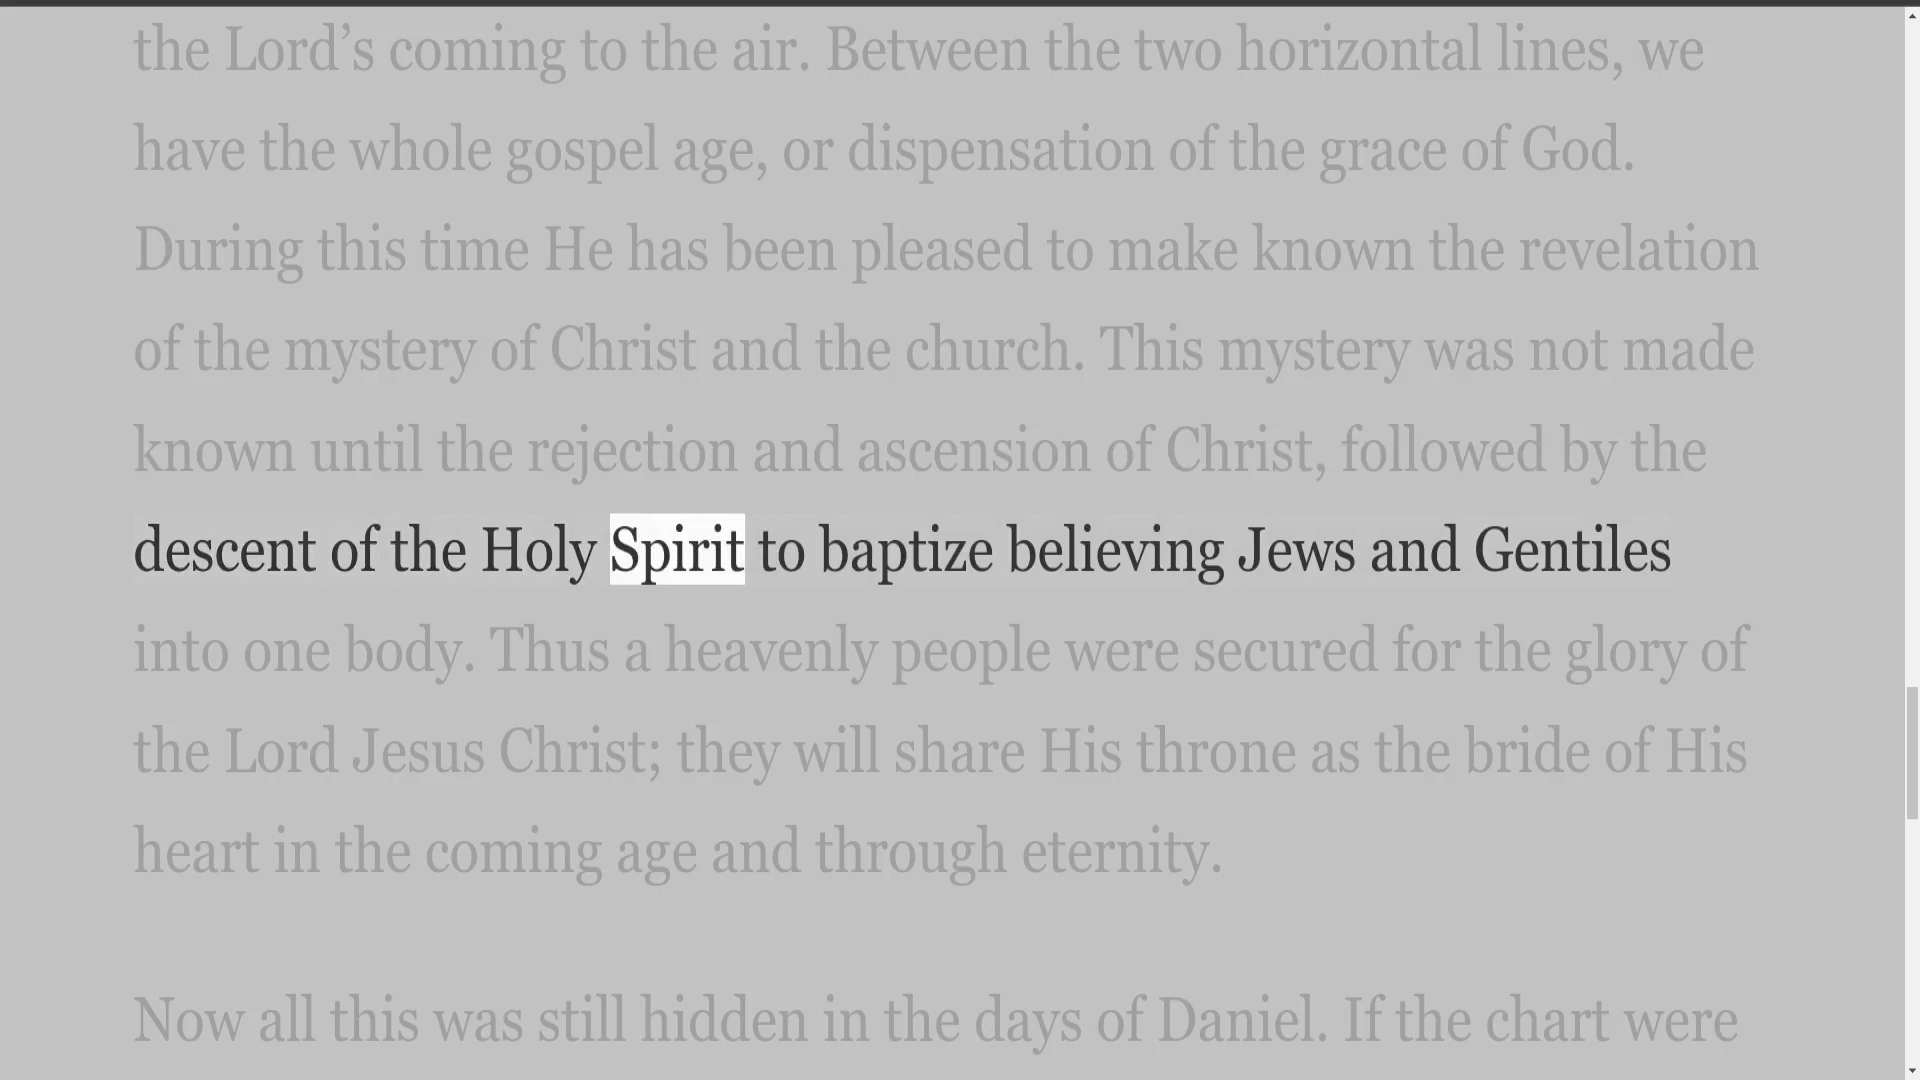 the Lord’s coming to the air. Between the two horizontal lines, we
have the whole gospel age, or dispensation of the grace of God.
During this time He has been pleased to make known the revelation
of the mystery of Christ and the church. This mystery was not made
known until the rejection and ascension of Christ, followed by the
descent of the Holy Spirit to baptize believing Jews and Gentiles
into one body. Thus a heavenly people were secured for the glory of
the Lord Jesus Christ; they will share His throne as the bride of His
heart in the coming age and through eternity.
Now all this was still hidden in the days of Daniel. If the chart were